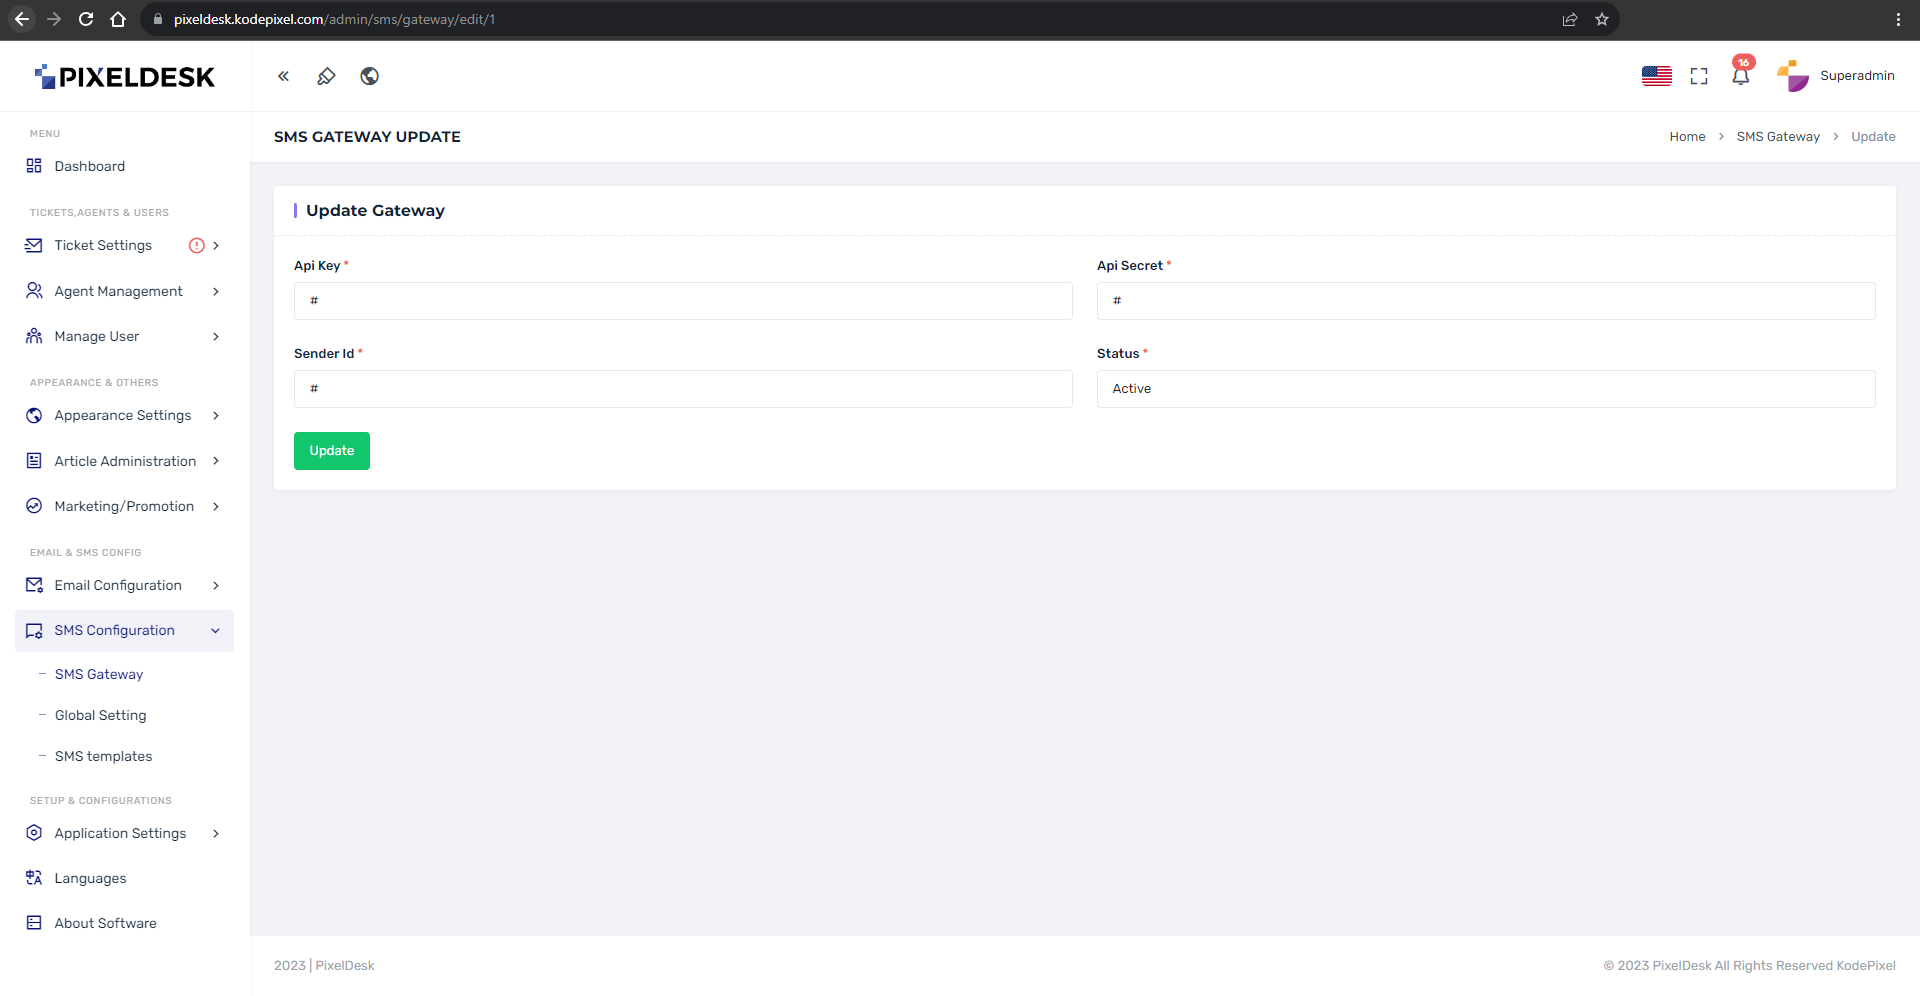 pixeldesk.kodepixel.com/admin/sms/gateway/edit/1
PIXELDESK
16
Superadmin
MENU
Dashboard
TICKETS,AGENTS & USERS
Ticket Settings
Agent Management
Manage User
APPEARANCE & OTHERS
Appearance Settings
Article Administration
Marketing/Promotion
EMAIL & SMS CONFIG
Email Configuration
SMS Configuration
SMS Gateway
Global Setting
SMS templates
SETUP & CONFIGURATIONS
Application Settings
Languages
About Software
SMS GATEWAY UPDATE
Home > SMS Gateway > Update
Update Gateway
Api Key *
#
Api Secret *
#
Sender Id *
#
Status *
Active
Update
2023 | PixelDesk
© 2023 PixelDesk All Rights Reserved KodePixel